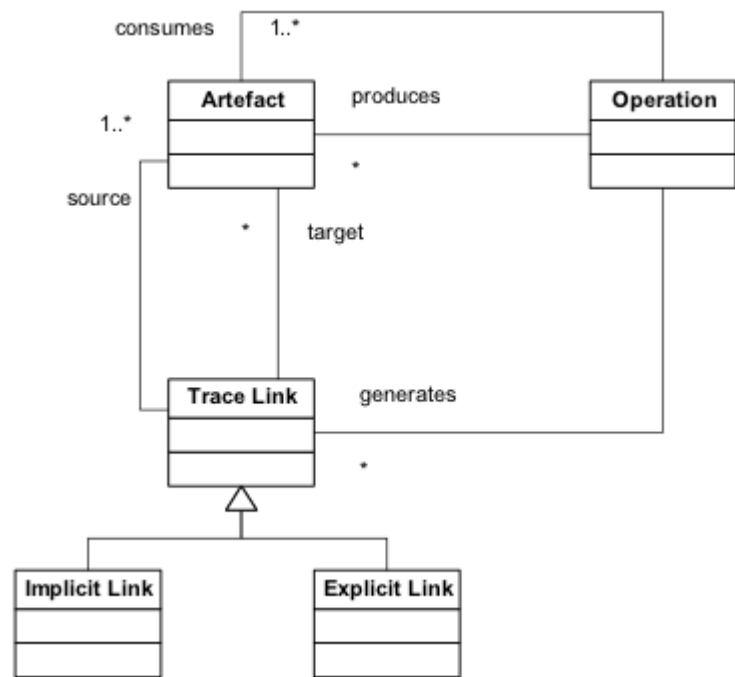 consumes
1..*
Artefact
produces
Operation
1..*
*
source
*
target
Trace Link
generates
*
Implicit Link
Explicit Link